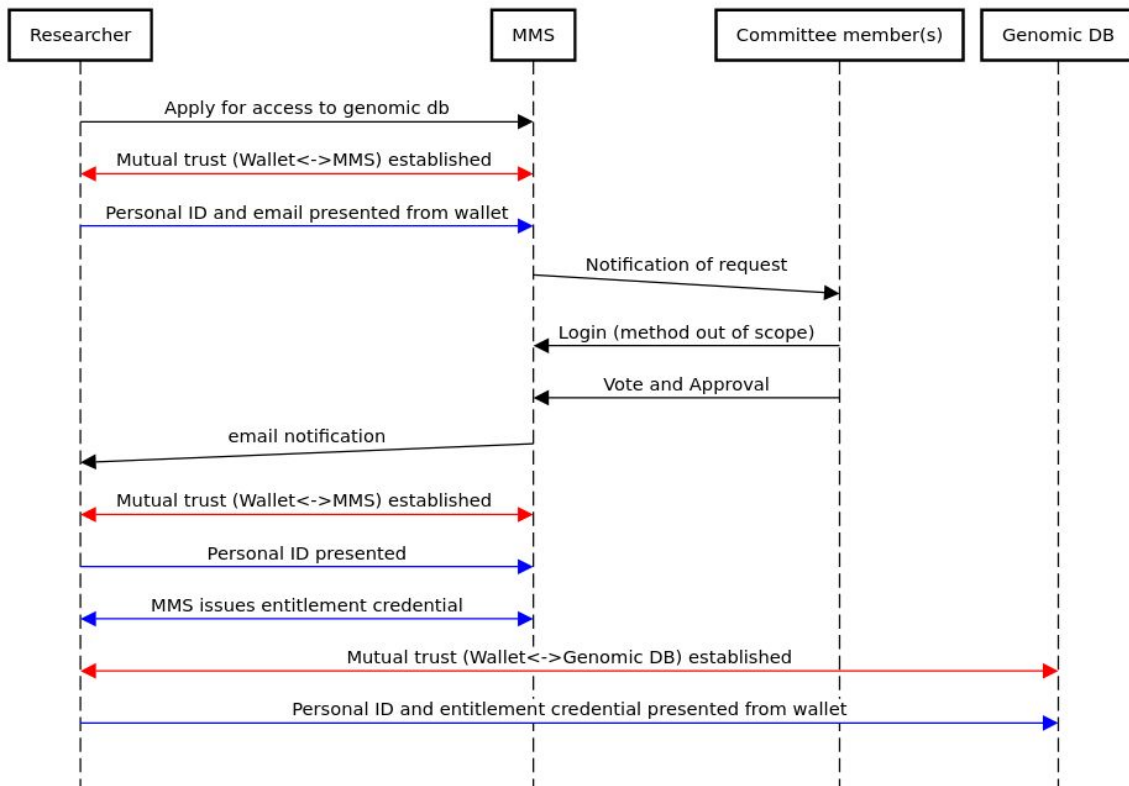 Researcher
MMS
Committee member(s)
Genomic DB
Apply for access to genomic db
Mutual trust (Wallet<->MMS) established
Personal ID and email presented from wallet
Notification of request
Login (method out of scope)
Vote and Approval
email notification
Mutual trust (Wallet<->MMS) established
Personal ID presented
MMS issues entitlement credential
Mutual trust (Wallet<->Genomic DB) established
Personal ID and entitlement credential presented from wallet